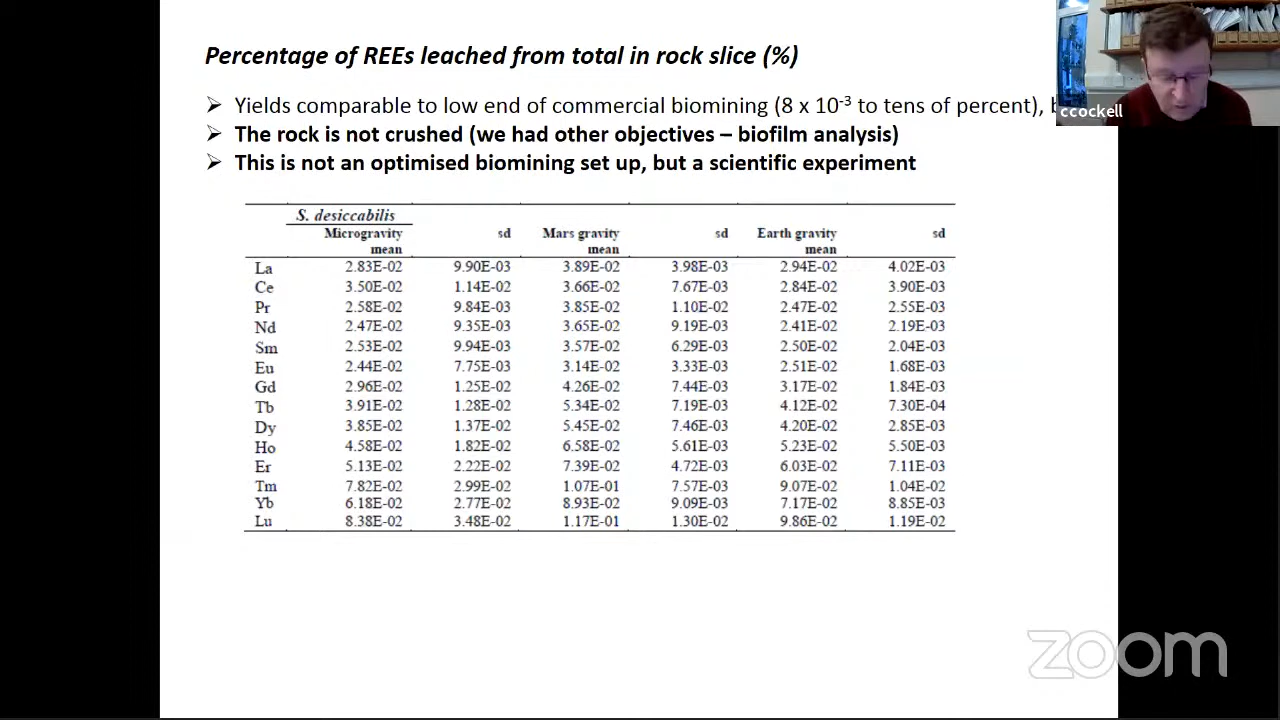 Percentage of REEs leached from total in rock slice (%)
➢ Yields comparable to low end of commercial biomining (8 x 10-3 to tens of percent),
➢ The rock is not crushed (we had other objectives – biofilm analysis)
➢ This is not an optimised biomining set up, but a scientific experiment
ccockell
S. desiccabilis
Microgravity mean sd Mars gravity mean sd Earth gravity mean sd
La 2.83E-02 9.90E-03 3.89E-02 3.98E-03 2.94E-02 4.02E-03
Ce 3.50E-02 1.14E-02 3.66E-02 7.67E-03 2.84E-02 3.90E-03
Pr 2.58E-02 9.84E-03 3.85E-02 1.10E-02 2.47E-02 2.55E-03
Nd 2.47E-02 9.35E-03 3.65E-02 9.19E-03 2.41E-02 2.19E-03
Sm 2.53E-02 9.94E-03 3.57E-02 6.29E-03 2.50E-02 2.04E-03
Eu 2.44E-02 7.75E-03 3.14E-02 3.33E-03 2.51E-02 1.68E-03
Gd 2.96E-02 1.25E-02 4.26E-02 7.44E-03 3.17E-02 1.84E-03
Tb 3.91E-02 1.28E-02 5.34E-02 7.19E-03 4.12E-02 7.30E-04
Dy 3.85E-02 1.37E-02 5.45E-02 7.46E-03 4.20E-02 2.85E-03
Ho 4.58E-02 1.82E-02 6.58E-02 5.61E-03 5.23E-02 5.50E-03
Er 5.13E-02 2.22E-02 7.39E-02 4.72E-03 6.03E-02 7.11E-03
Tm 7.82E-02 2.99E-02 1.07E-01 7.57E-03 9.07E-02 1.04E-02
Yb 6.18E-02 2.77E-02 8.93E-02 9.09E-03 7.17E-02 8.85E-03
Lu 8.38E-02 3.48E-02 1.17E-01 1.30E-02 9.86E-02 1.19E-02
zoom